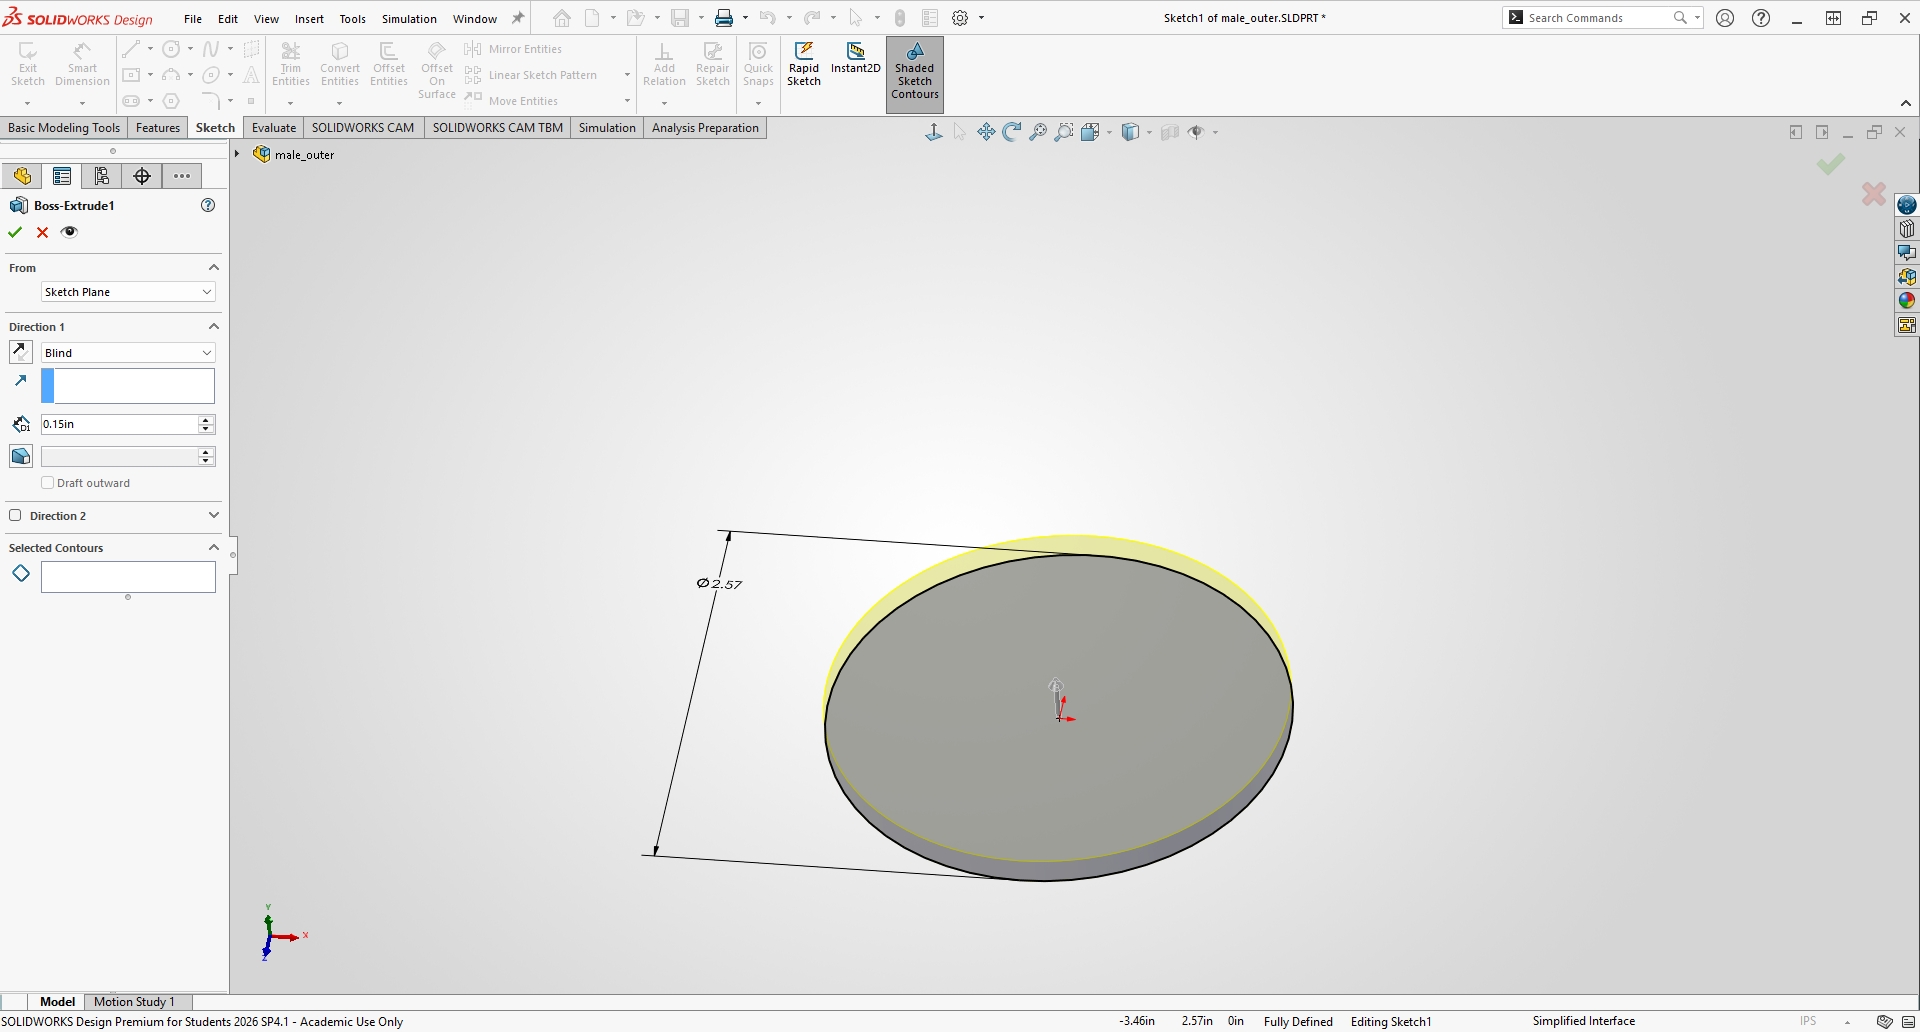 SOLIDWORKS Design
File Edit View Insert Tools Simulation Window
Sketch1 of male_outer.SLDPRT *
Search Commands
Exit Sketch
Smart Dimension
Trim Entities
Convert Entities
Offset Entities
Offset On Surface
Mirror Entities
Linear Sketch Pattern
Move Entities
Add Relation
Repair Sketch
Quick Snaps
Rapid Sketch
Instant2D
Shaded Sketch Contours
Basic Modeling Tools Features Sketch Evaluate SOLIDWORKS CAM SOLIDWORKS CAM TBM Simulation Analysis Preparation
male_outer
Boss-Extrude1
From
Sketch Plane
Direction 1
Blind
D1
0.15in
Draft outward
Direction 2
Selected Contours
Ø2.57
Y
X
Z
Model Motion Study 1
SOLIDWORKS Design Premium for Students 2026 SP4.1 - Academic Use Only
-3.46in 2.57in 0in Fully Defined Editing Sketch1 Simplified Interface IPS